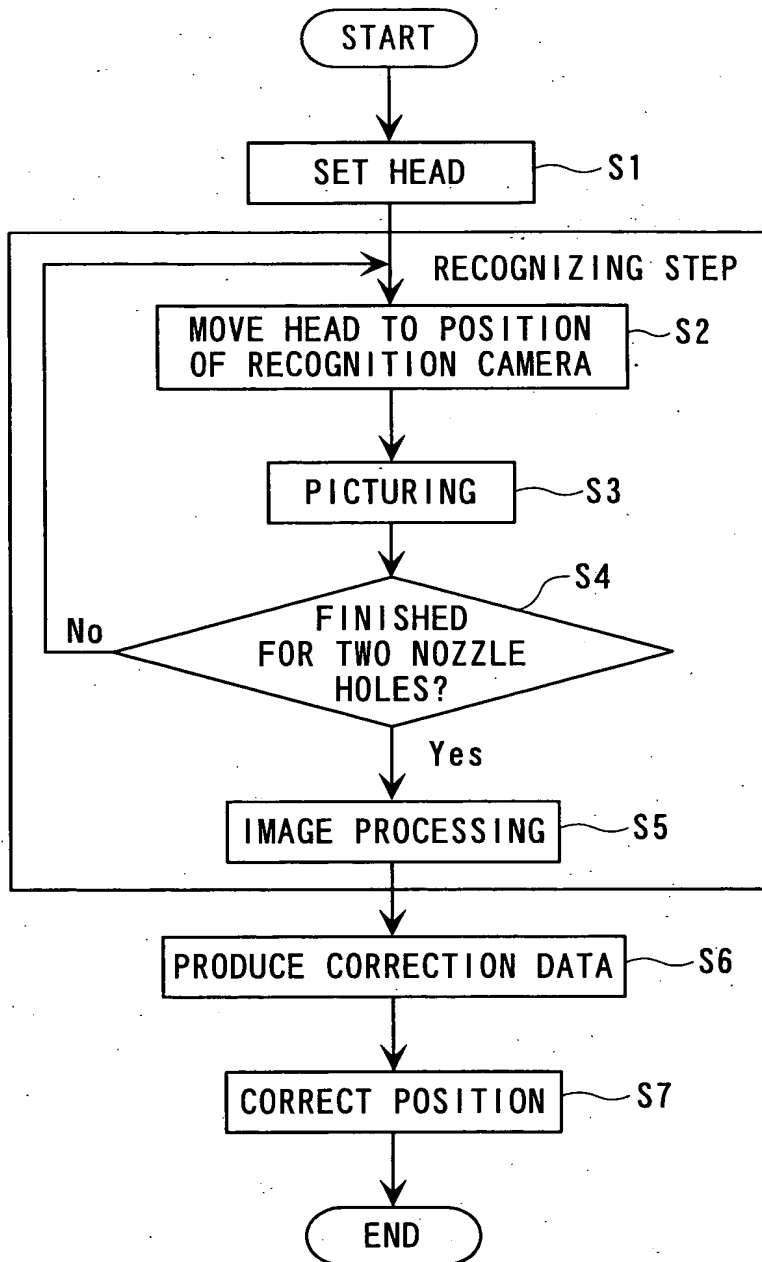 START
SET HEAD
S1
RECOGNIZING STEP
MOVE HEAD TO POSITION
OF RECOGNITION CAMERA
S2
PICTURING
S3
S4
FINISHED
FOR TWO NOZZLE
HOLES?
No
Yes
IMAGE PROCESSING
S5
PRODUCE CORRECTION DATA
S6
CORRECT POSITION
S7
END